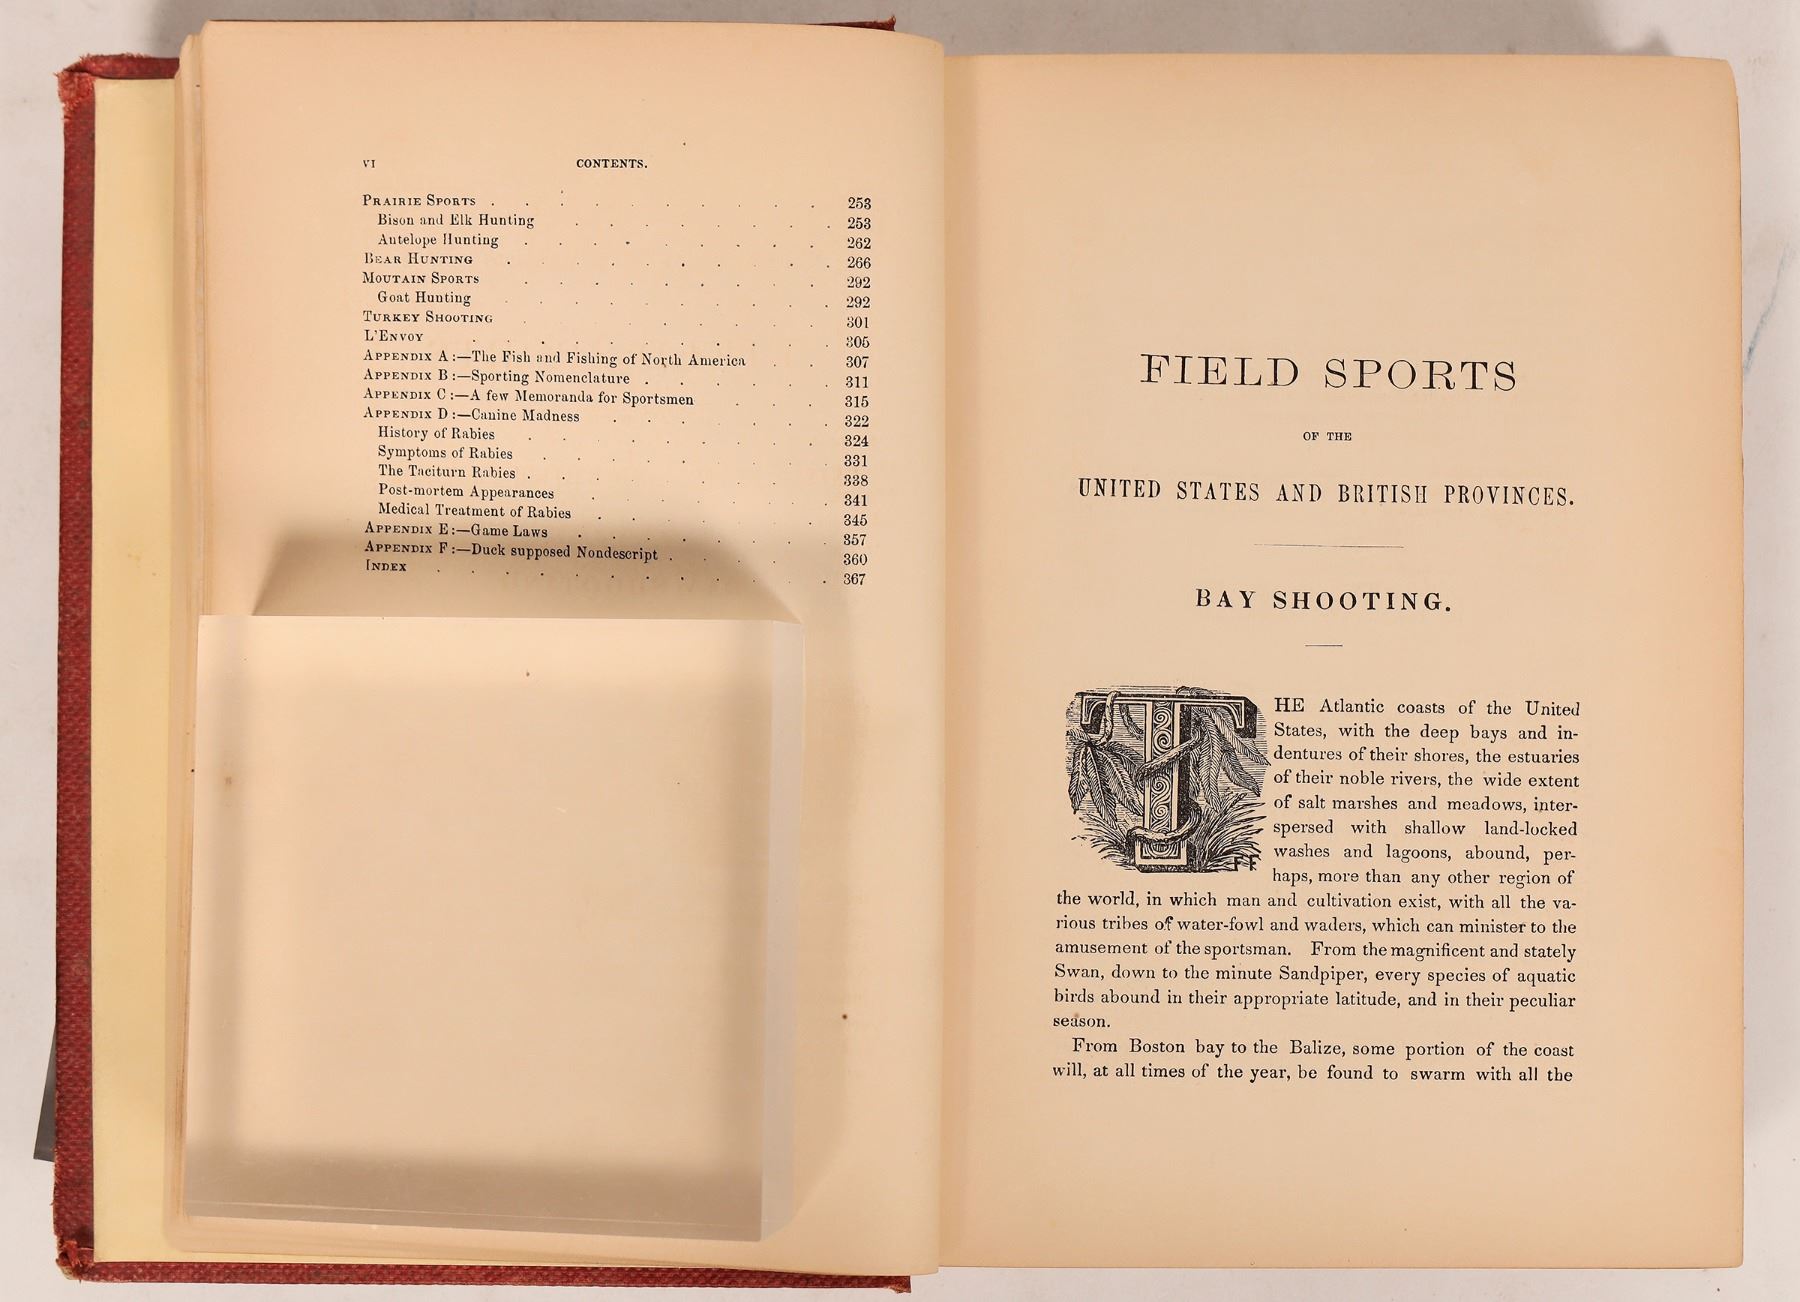 VI CONTENTS.
PRAIRIE SPORTS . . . . . . . . . . 253
Bison and Elk Hunting . . . . . . . . 253
Antelope Hunting . . . . . . . . . 262
BEAR HUNTING . . . . . . . . . . 266
MOUTAIN SPORTS . . . . . . . . . 292
Goat Hunting . . . . . . . . . . 292
TURKEY SHOOTING . . . . . . . . 301
L'ENVOY . . . . . . . . . . . 305
APPENDIX A:—The Fish and Fishing of North America . . 307
APPENDIX B:—Sporting Nomenclature . . . . . . 311
APPENDIX C:—A few Memoranda for Sportsmen . . . 315
APPENDIX D:—Canine Madness . . . . . . . 322
History of Rabies . . . . . . . . . 324
Symptoms of Rabies . . . . . . . . . 331
The Taciturn Rabies . . . . . . . . 338
Post-mortem Appearances . . . . . . . 341
Medical Treatment of Rabies . . . . . . . 345
APPENDIX E:—Game Laws . . . . . . . . 357
APPENDIX F:—Duck supposed Nondescript . . . . 360
INDEX . . . . . . . . . . . . 367
FIELD SPORTS
OF THE
UNITED STATES AND BRITISH PROVINCES.
BAY SHOOTING.
THE Atlantic coasts of the United
States, with the deep bays and in-
dentures of their shores, the estuaries
of their noble rivers, the wide extent
of salt marshes and meadows, inter-
spersed with shallow land-locked
washes and lagoons, abound, per-
haps, more than any other region of
the world, in which man and cultivation exist, with all the va-
rious tribes of water-fowl and waders, which can minister to the
amusement of the sportsman. From the magnificent and stately
Swan, down to the minute Sandpiper, every species of aquatic
birds abound in their appropriate latitude, and in their peculiar
season.
From Boston bay to the Balize, some portion of the coast
will, at all times of the year, be found to swarm with all the